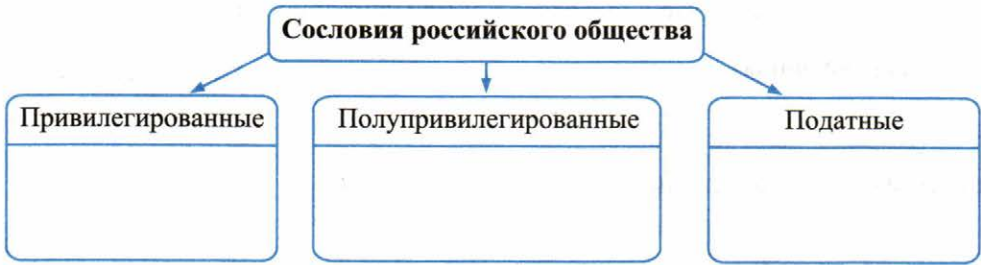 Сословия российского общества
Привилегированные
Полупривилегированные
Податные